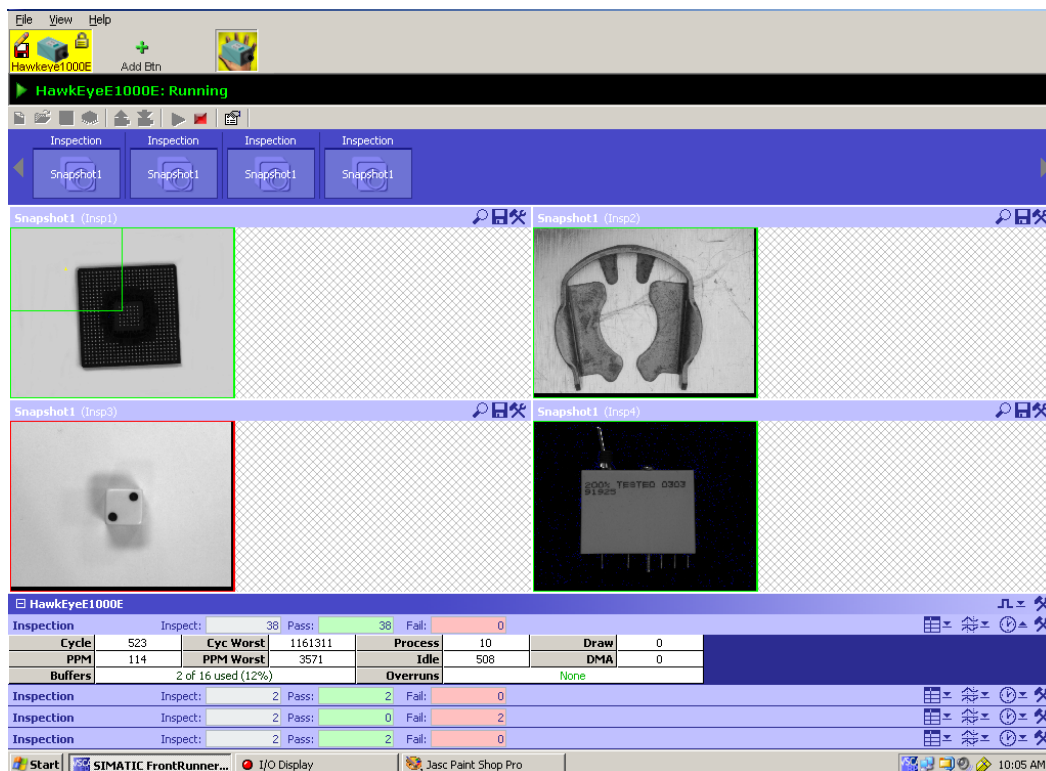 File View Help
Hawkeye1000E Add Btn
HawkEyeE1000E: Running
Inspection Inspection Inspection Inspection
Snapshot1 Snapshot1 Snapshot1 Snapshot1
Snapshot1 (Insp1) Snapshot1 (Insp2)
Snapshot1 (Insp3) Snapshot1 (Insp4)
200% TESTED 0303
91925
HawkEyeE1000E
Inspection Inspect: 38 Pass: 38 Fail: 0
Cycle 523 Cyc Worst 1161311 Process 10 Draw 0
PPM 114 PPM Worst 3571 Idle 508 DMA 0
Buffers 2 of 16 used (12%) Overruns None
Inspection Inspect: 2 Pass: 2 Fail: 0
Inspection Inspect: 2 Pass: 0 Fail: 2
Inspection Inspect: 2 Pass: 2 Fail: 0
Start SIMATIC FrontRunner... I/O Display Jasc Paint Shop Pro 10:05 AM